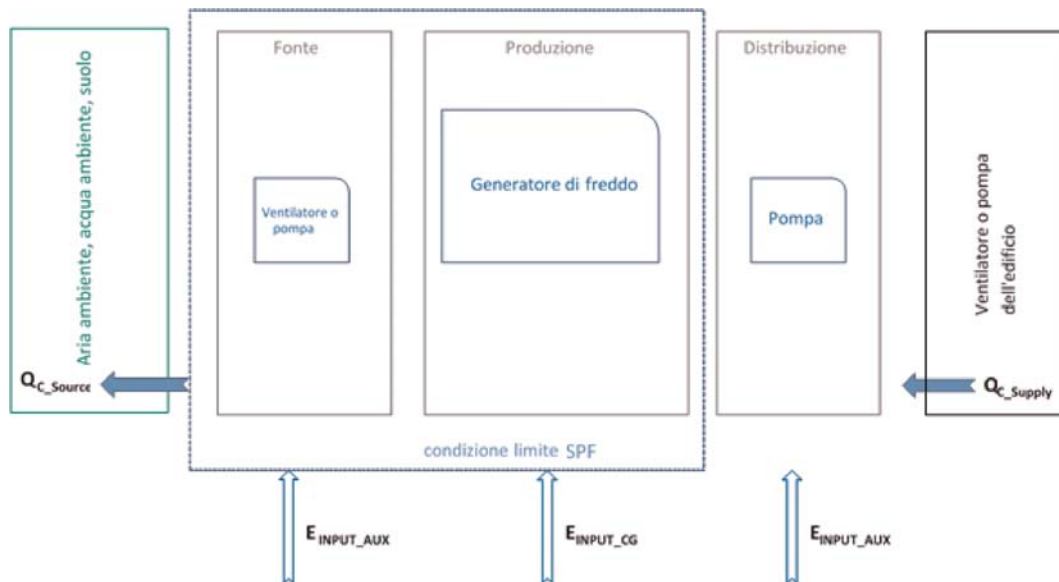 Fonte
Produzione
Distribuzione
Aria ambiente, acqua ambiente, suolo
Ventilatore o
pompa
Generatore di freddo
Pompa
Ventilatore o pompa
dell'edificio
QC_Source
QC_Supply
condizione limite SPF
EINPUT_AUX
EINPUT_CG
EINPUT_AUX